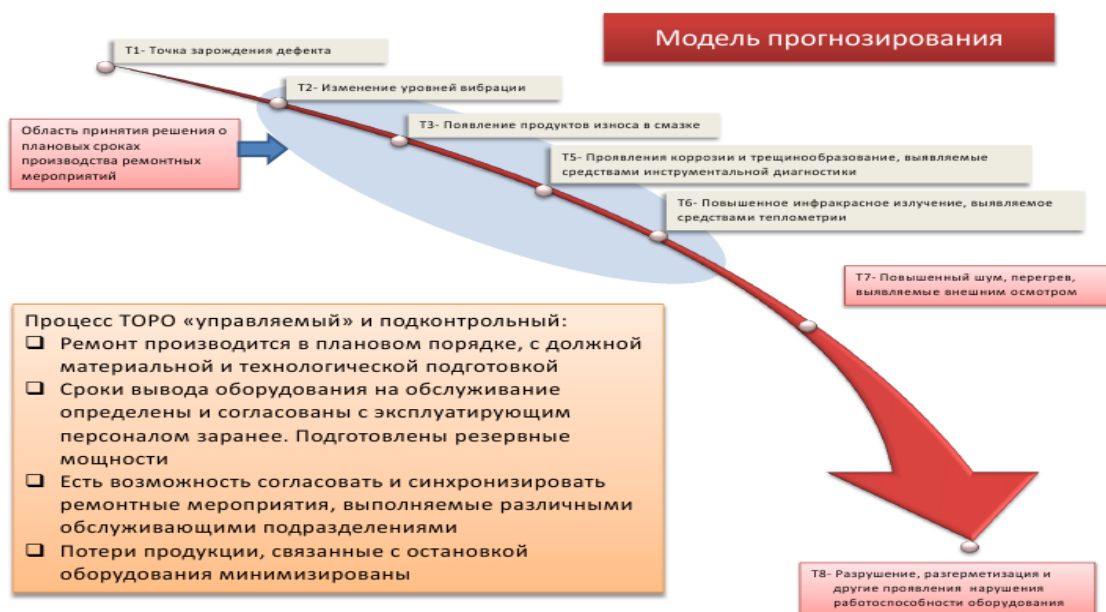 Модель прогнозирования
Т1- Точка зарождения дефекта
Т2- Изменение уровней вибрации
Т3- Появление продуктов износа в смазке
Область принятия решения о
плановых сроках
производства ремонтных
мероприятий
Т5- Проявления коррозии и трещинообразование, выявляемые
средствами инструментальной диагностики
Т6- Повышенное инфракрасное излучение, выявляемое
средствами теплометрии
Т7- Повышенный шум, перегрев,
выявляемые внешним осмотром
Процесс ТОРО «управляемый» и подконтрольный:
❑ Ремонт производится в плановом порядке, с должной
материальной и технологической подготовкой
❑ Сроки вывода оборудования на обслуживание
определены и согласованы с эксплуатирующим
персоналом заранее. Подготовлены резервные
мощности
❑ Есть возможность согласовать и синхронизировать
ремонтные мероприятия, выполняемые различными
обслуживающими подразделениями
❑ Потери продукции, связанные с остановкой
оборудования минимизированы
Т8- Разрушение, разгерметизация и
другие проявления нарушения
работоспособности оборудования